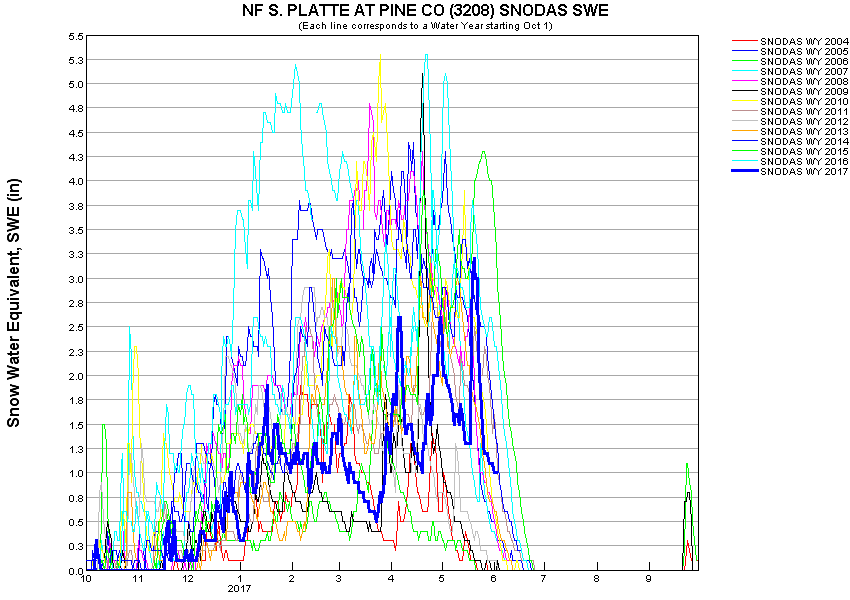 NF S. PLATTE AT PINE CO (3208) SNODAS SWE
(Each line corresponds to a Water Year starting Oct 1)
Snow Water Equivalent, SWE (in)
5.5
5.3
5.0
4.8
4.5
4.3
4.0
3.8
3.5
3.3
3.0
2.8
2.5
2.3
2.0
1.8
1.5
1.3
1.0
0.8
0.5
0.3
0.0
10 11 12 1 2 3 4 5 6 7 8 9
2017
SNODAS WY 2004
SNODAS WY 2005
SNODAS WY 2006
SNODAS WY 2007
SNODAS WY 2008
SNODAS WY 2009
SNODAS WY 2010
SNODAS WY 2011
SNODAS WY 2012
SNODAS WY 2013
SNODAS WY 2014
SNODAS WY 2015
SNODAS WY 2016
SNODAS WY 2017